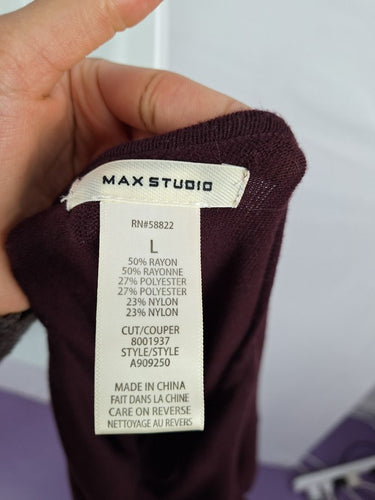 MAX STUDIO
RN#58822
L
50% RAYON
50% RAYONNE
27% POLYESTER
27% POLYESTER
23% NYLON
23% NYLON
CUT/COUPER
8001937
STYLE/STYLE
A909250
MADE IN CHINA
FAIT DANS LA CHINE
CARE ON REVERSE
NETTOYAGE AU REVERS